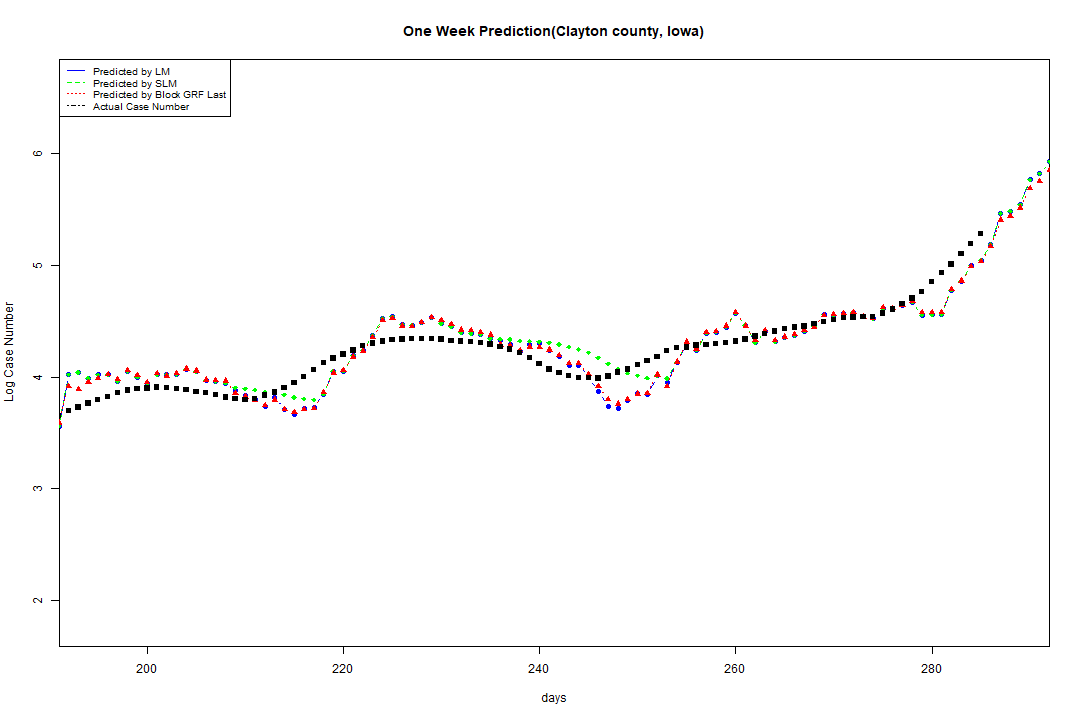 One Week Prediction(Clayton county, Iowa)
Predicted by LM
Predicted by SLM
Predicted by Block GRF Last
Actual Case Number
6
5
4
3
2
Log Case Number
200 220 240 260 280
days